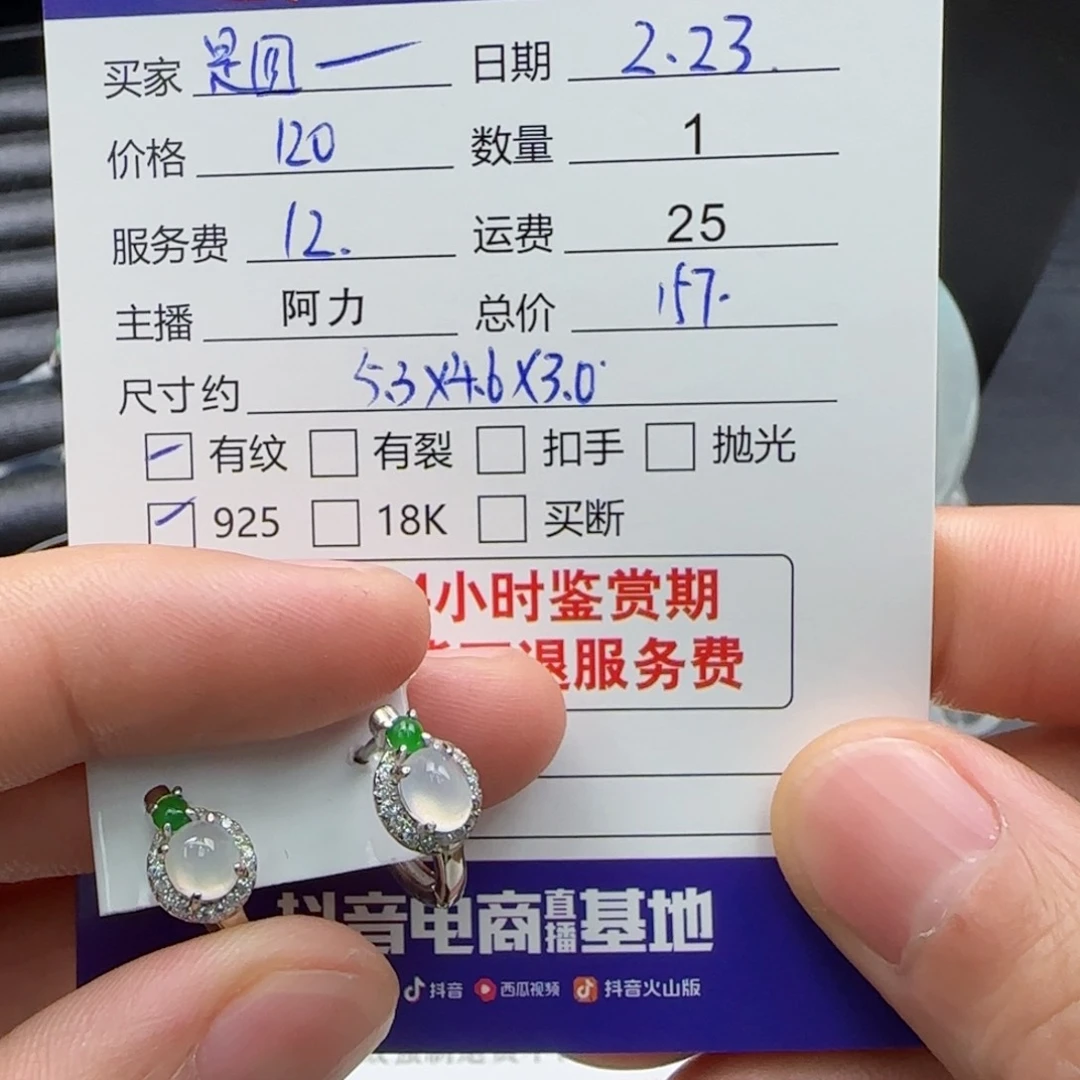 买家 是圆一 日期 2.23.
价格 120 数量 1
服务费 12. 运费 25
主播 阿力 总价 157.
尺寸约 5.3X4.6X3.0
有纹 有裂 扣手 抛光
925 18K 买断
小时鉴赏期
退服务费
抖音电商直播基地
抖音 西瓜视频 抖音火山版